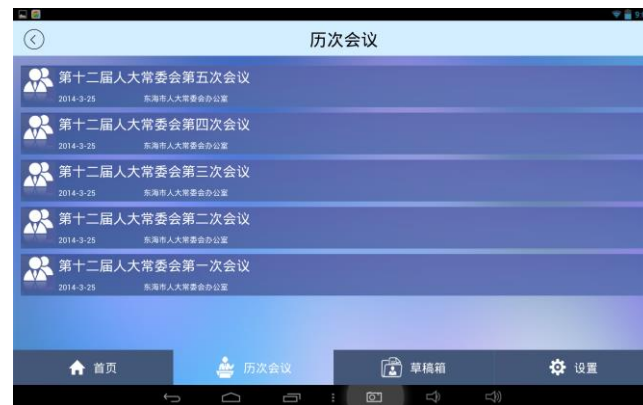 历次会议
第十二届人大常委会第五次会议
2014-3-25 东海市人大常委会办公室
第十二届人大常委会第四次会议
2014-3-25 东海市人大常委会办公室
第十二届人大常委会第三次会议
2014-3-25 东海市人大常委会办公室
第十二届人大常委会第二次会议
2014-3-25 东海市人大常委会办公室
第十二届人大常委会第一次会议
2014-3-25 东海市人大常委会办公室
首页 历次会议 草稿箱 设置